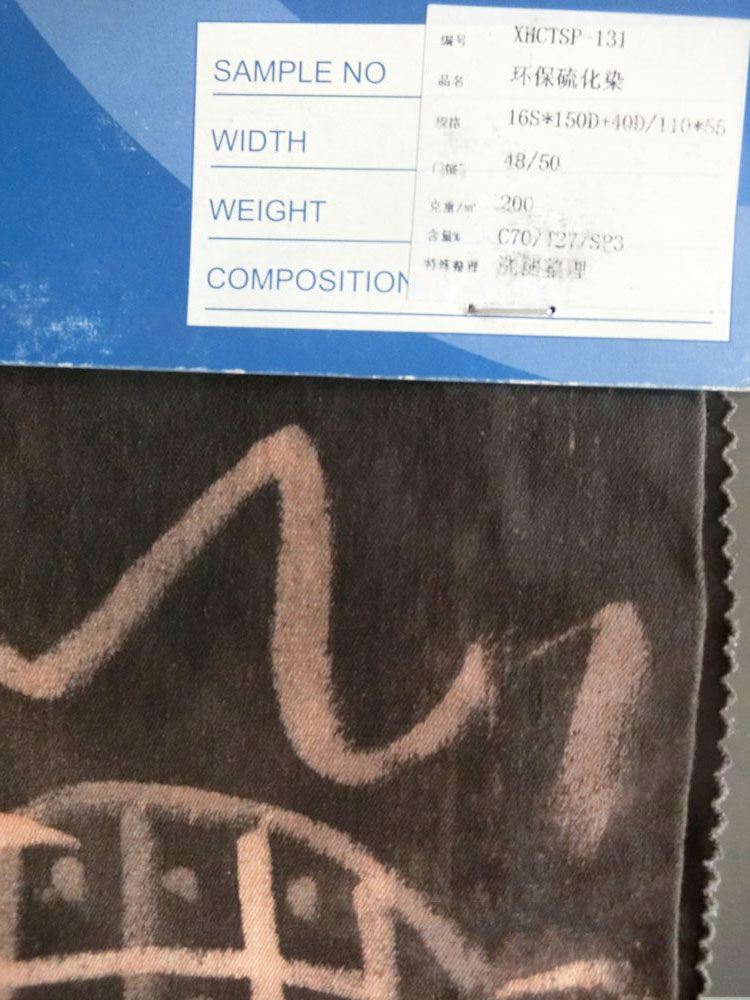 SAMPLE NO
WIDTH
WEIGHT
COMPOSITION
编号 XHCTSP-131
品名 环保硫化染
规格 16S*150D+40D/110*55
门幅 48/50
克重/㎡ 200
含量% C70/T27/SP3
特殊整理 洗
整理